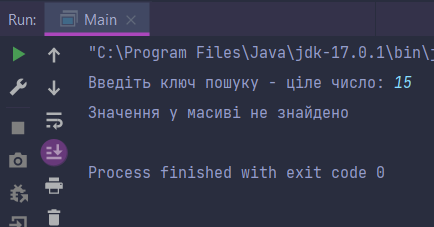 Run: Main
"C:\Program Files\Java\jdk-17.0.1\bin\j
Введіть ключ пошуку - ціле число: 15
Значення у масиві не знайдено
Process finished with exit code 0